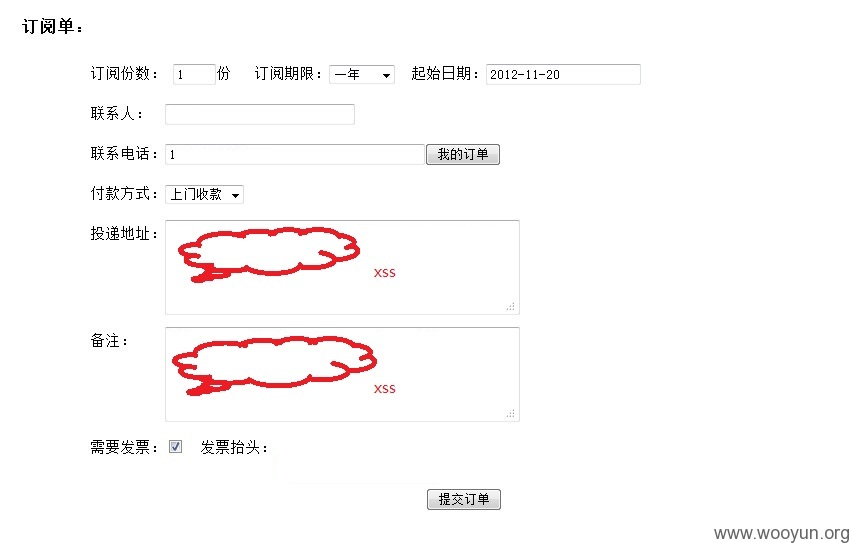 订阅单：
订阅份数： 1 份 订阅期限： 一年 起始日期： 2012-11-20
联系人：
联系电话： 1 我的订单
付款方式： 上门收款
投递地址：
xss
备注：
xss
需要发票： 发票抬头：
提交订单
www.wooyun.org